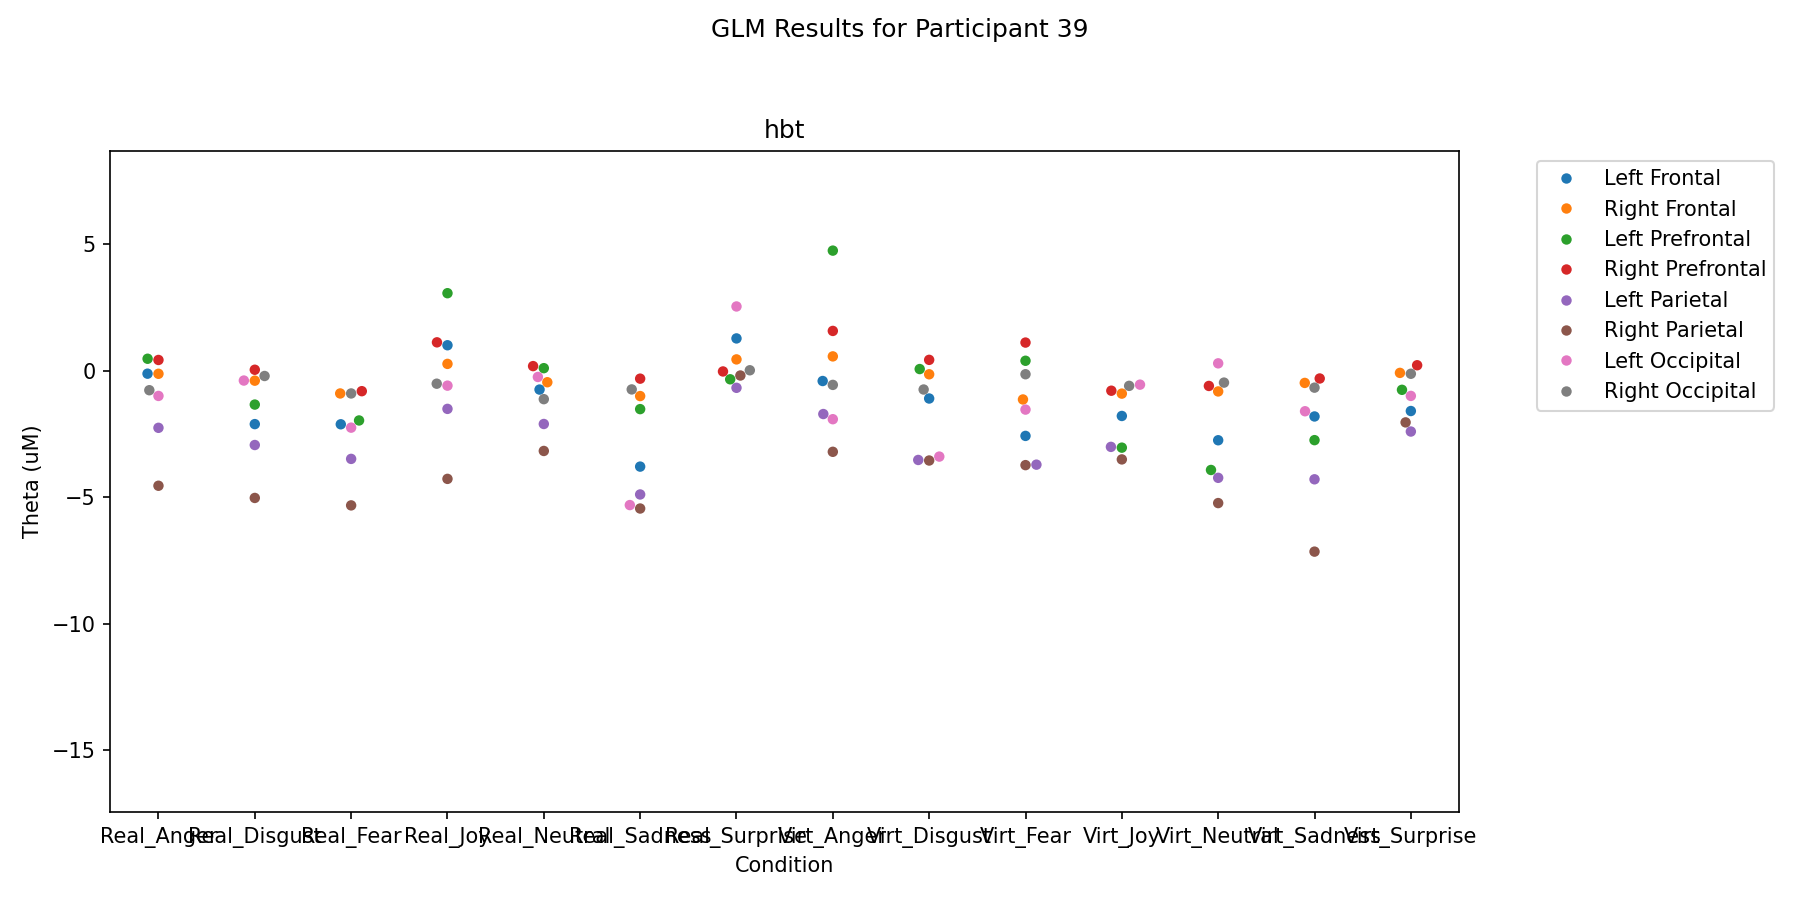 GLM Results for Participant 39
hbt
Theta (uM)
5
0
−5
−10
−15
Real_Anger
Real_Disgust
Real_Fear
Real_Joy
Real_Neutral
Real_Sadness
Real_Surprise
Virt_Anger
Virt_Disgust
Virt_Fear
Virt_Joy
Virt_Neutral
Virt_Sadness
Virt_Surprise
Condition
Left Frontal
Right Frontal
Left Prefrontal
Right Prefrontal
Left Parietal
Right Parietal
Left Occipital
Right Occipital